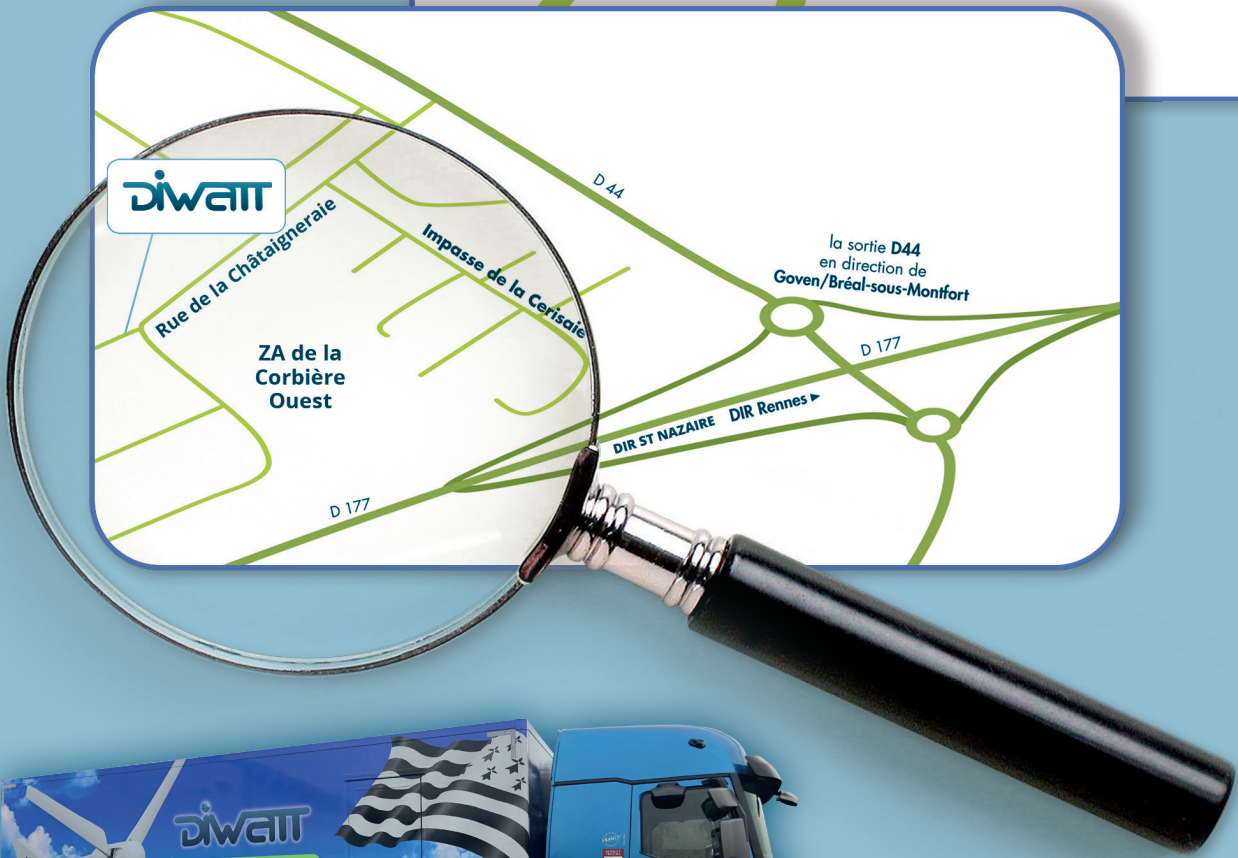 D 44
DiWATT
Rue de la Châtaigneraie
Impasse de la Cerisaie
la sortie D44
en direction de
Goven/Bréal-sous-Montfort
ZA de la
Corbière
Ouest
D 177
DIR ST NAZAIRE DIR Rennes ►
D 177
DiWATT